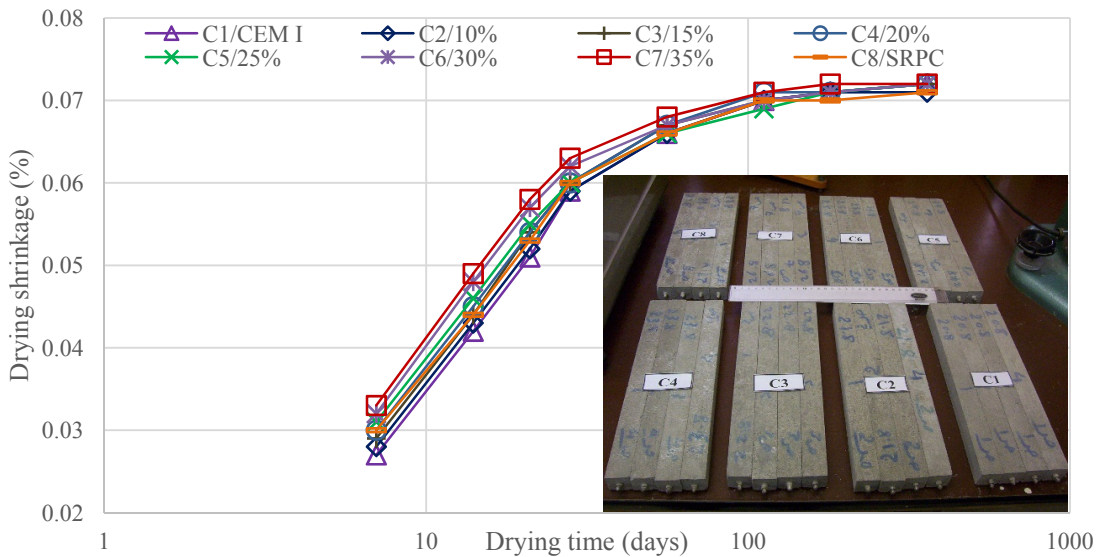 0.08
C1/CEM I C2/10% C3/15% C4/20%
C5/25% C6/30% C7/35% C8/SRPC
0.07
0.06
0.05
0.04
0.03
0.02
Drying shrinkage (%)
C8 C7 C6 C5
C4 C3 C2 C1
1 10 100 1000
Drying time (days)